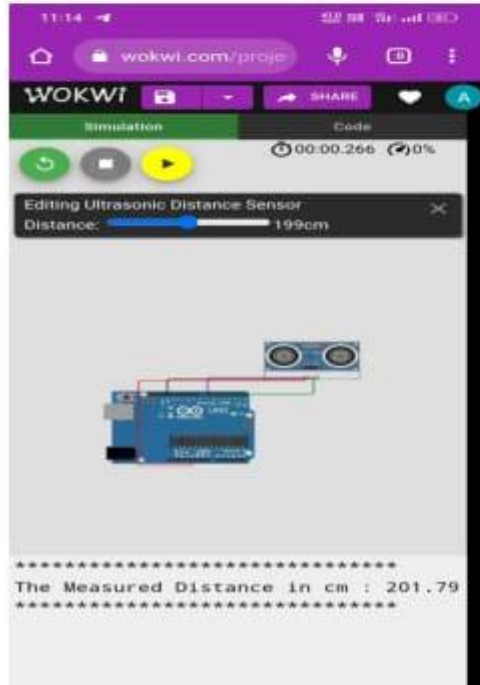 11:14
wokwi.com/proje
WOKWI
SHARE
A
Simulation
Code
00:00.266
0%
Editing Ultrasonic Distance Sensor
Distance:
199cm
UNO
*******************************
The Measured Distance in cm : 201.79
*******************************